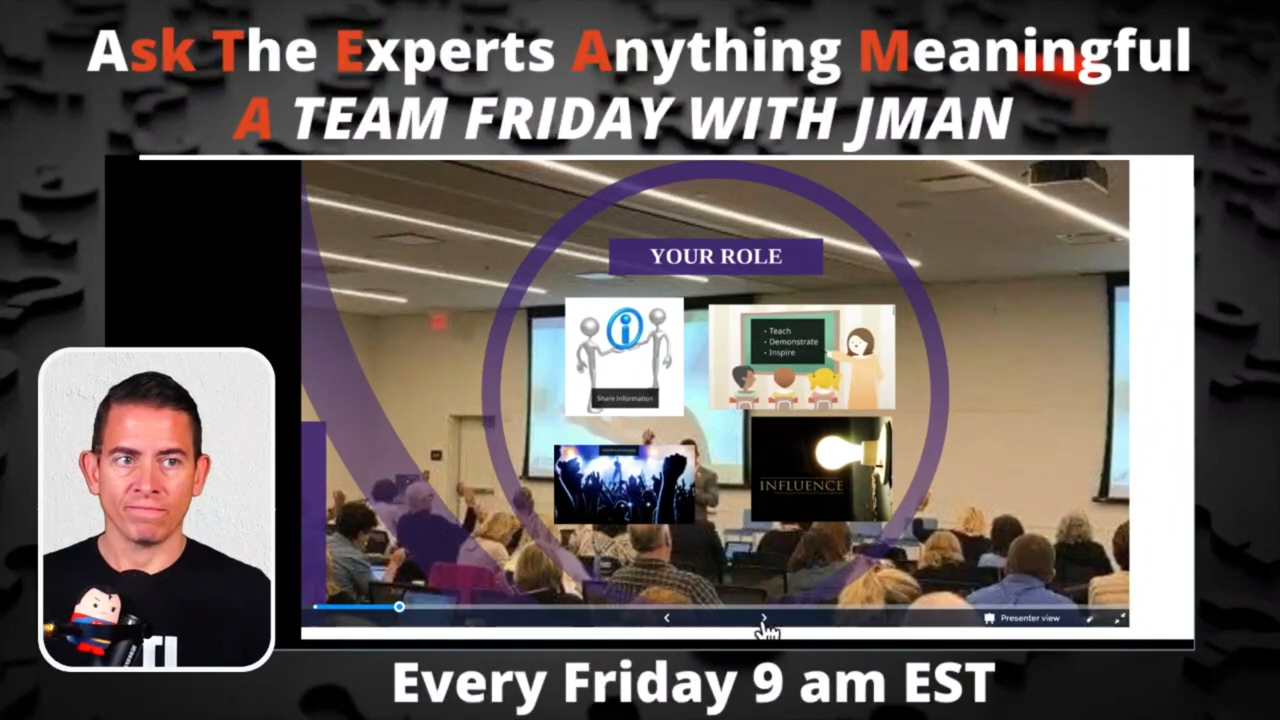 Ask The Experts Anything Meaningful
A TEAM FRIDAY WITH JMAN
YOUR ROLE
• Teach
• Demonstrate
• Inspire
Share Information
INFLUENCE
Presenter view
Every Friday 9 am EST